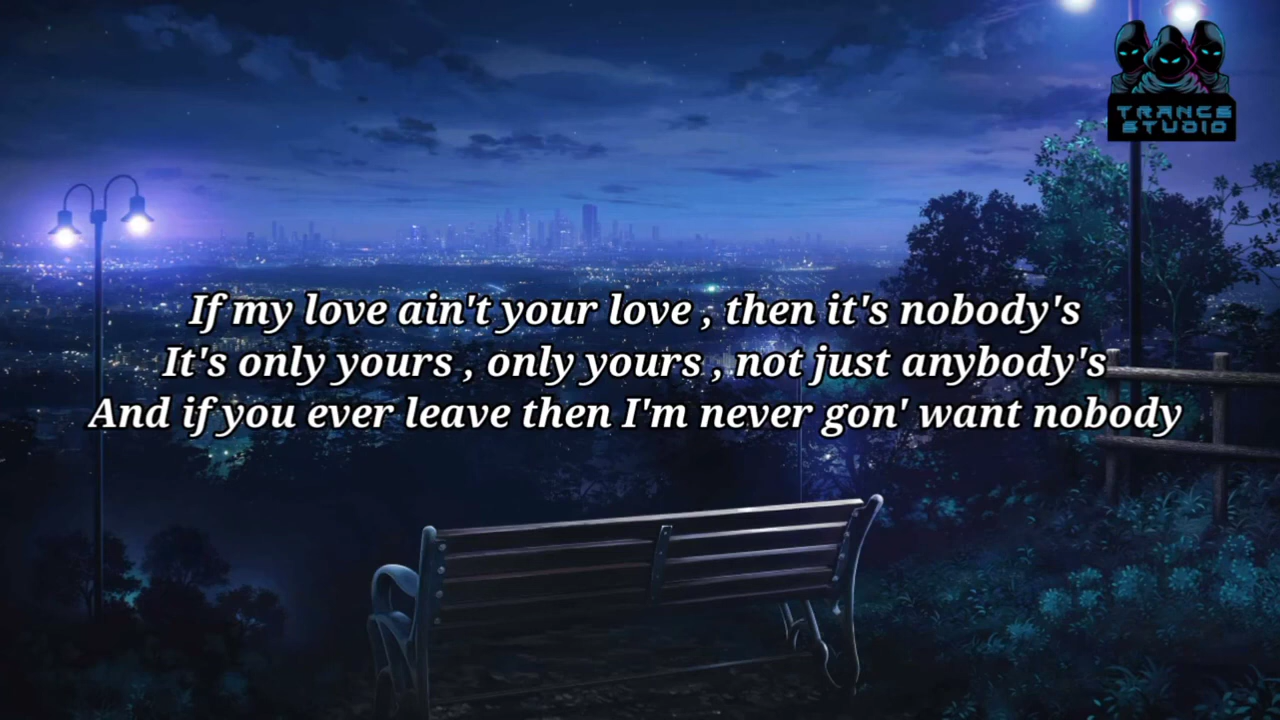 TRANCE
STUDIO
If my love ain't your love , then it's nobody's
It's only yours , only yours , not just anybody's
And if you ever leave then I'm never gon' want nobody